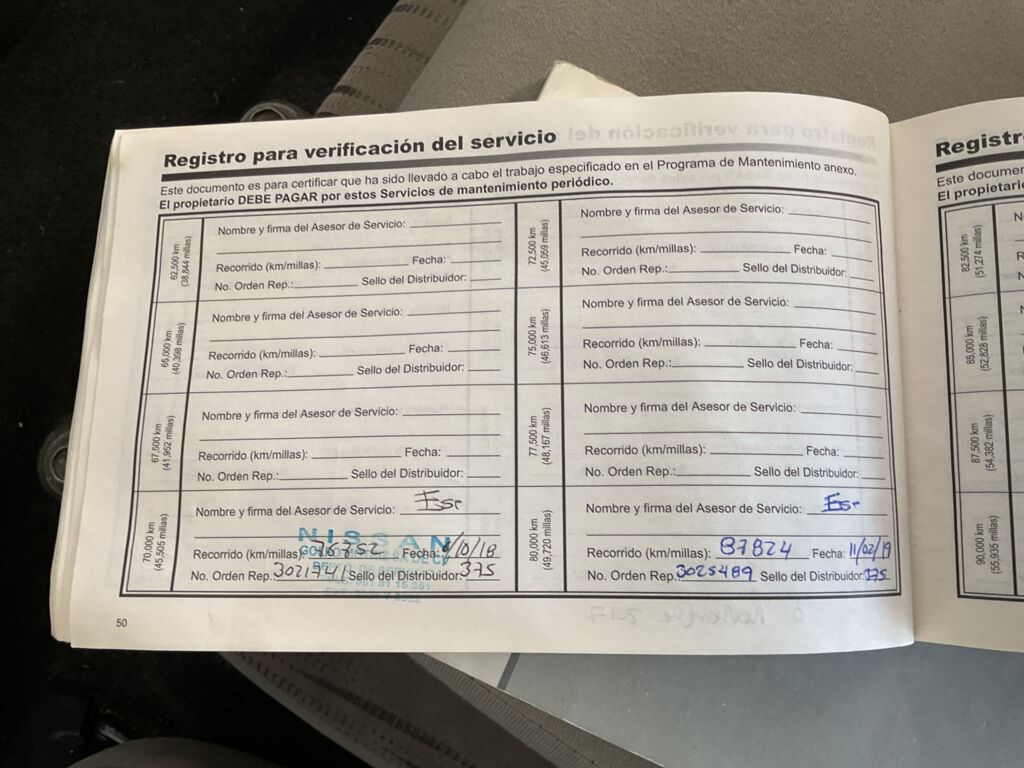 Registro para verificación del servicio
Este documento es para certificar que ha sido llevado a cabo el trabajo especificado en el Programa de Mantenimiento anexo.
El propietario DEBE PAGAR por estos Servicios de mantenimiento periódico.
62,500 km
(38,844 millas)
Nombre y firma del Asesor de Servicio:
Recorrido (km/millas): Fecha:
No. Orden Rep.: Sello del Distribuidor:
65,000 km
(40,398 millas)
Nombre y firma del Asesor de Servicio:
Recorrido (km/millas): Fecha:
No. Orden Rep.: Sello del Distribuidor:
67,500 km
(41,952 millas)
Nombre y firma del Asesor de Servicio:
Recorrido (km/millas): Fecha:
No. Orden Rep.: Sello del Distribuidor:
70,000 km
(45,505 millas)
Nombre y firma del Asesor de Servicio:
NISSAN
Recorrido (km/millas): 76752 Fecha: /10/18
No. Orden Rep. Sello del Distribuidor: 375
72,500 km
(45,059 millas)
Nombre y firma del Asesor de Servicio:
Recorrido (km/millas): Fecha:
No. Orden Rep.: Sello del Distribuidor:
75,000 km
(46,613 millas)
Nombre y firma del Asesor de Servicio:
Recorrido (km/millas): Fecha:
No. Orden Rep.: Sello del Distribuidor:
77,500 km
(48,167 millas)
Nombre y firma del Asesor de Servicio:
Recorrido (km/millas): Fecha:
No. Orden Rep.: Sello del Distribuidor:
80,000 km
(49,720 millas)
Nombre y firma del Asesor de Servicio:
Recorrido (km/millas): 87824 Fecha: 11/02/19
No. Orden Rep. 3025489 Sello del Distribuidor: 375
50
Registr
Este documen
El propietario
82,500 km
(51,274 millas)
85,000 km
(52,828 millas)
87,500 km
(54,382 millas)
90,000 km
(55,935 millas)